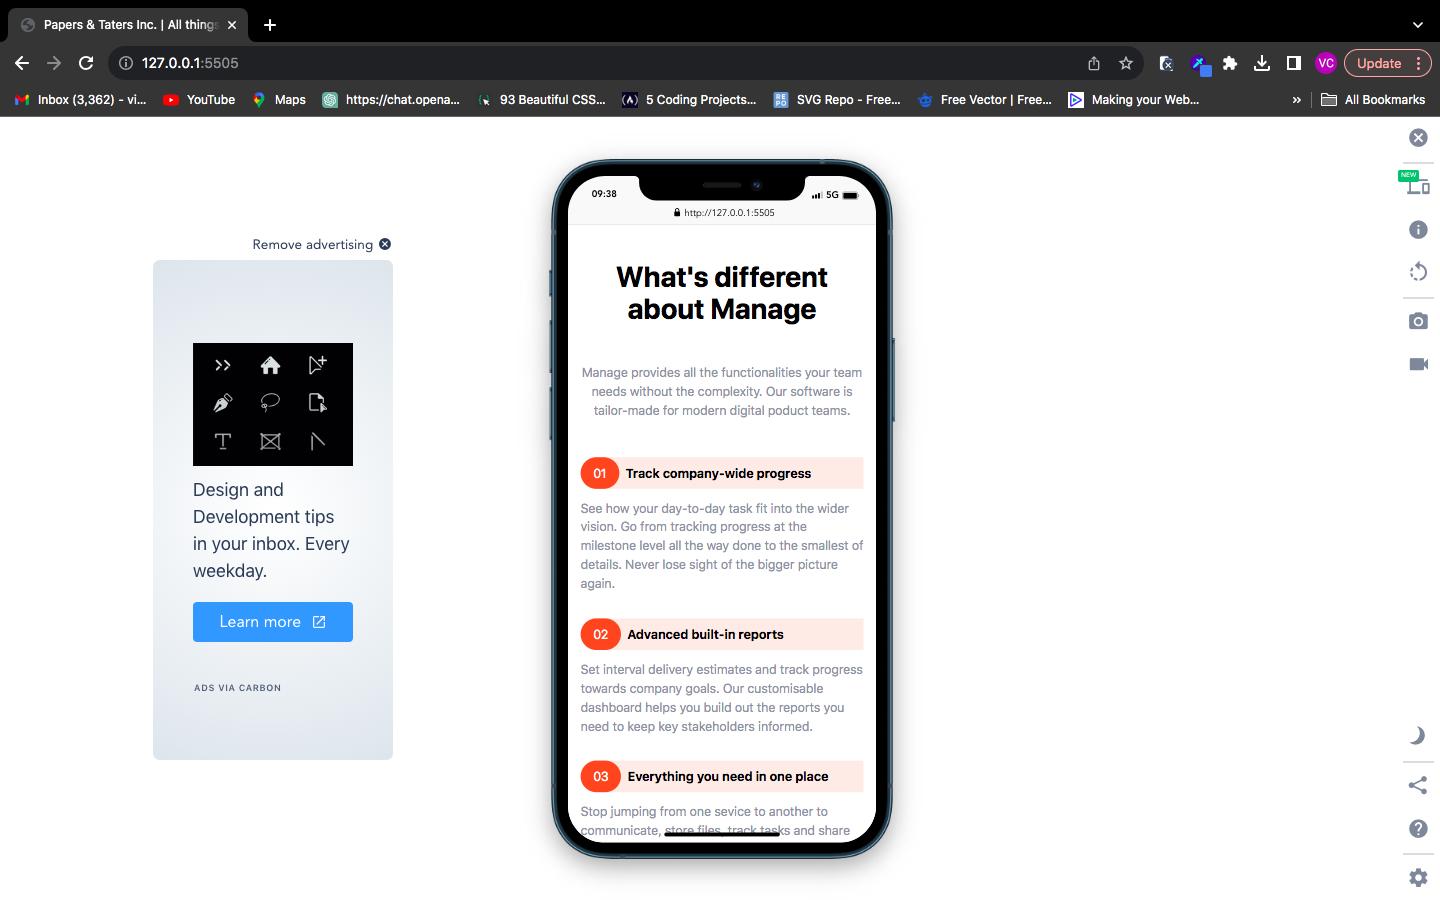 Papers & Taters Inc. | All things
127.0.0.1:5505
VC
Update
Inbox (3,362) - vi...
YouTube
Maps
https://chat.opena...
93 Beautiful CSS...
5 Coding Projects...
SVG Repo - Free...
Free Vector | Free...
Making your Web...
»
All Bookmarks
NEW
Remove advertising
Design and
Development tips
in your inbox. Every
weekday.
Learn more
ADS VIA CARBON
09:38
5G
http://127.0.0.1:5505
What's different
about Manage
Manage provides all the functionalities your team
needs without the complexity. Our software is
tailor-made for modern digital poduct teams.
01 Track company-wide progress
See how your day-to-day task fit into the wider
vision. Go from tracking progress at the
milestone level all the way done to the smallest of
details. Never lose sight of the bigger picture
again.
02 Advanced built-in reports
Set interval delivery estimates and track progress
towards company goals. Our customisable
dashboard helps you build out the reports you
need to keep key stakeholders informed.
03 Everything you need in one place
Stop jumping from one sevice to another to
communicate, store files, track tasks and share